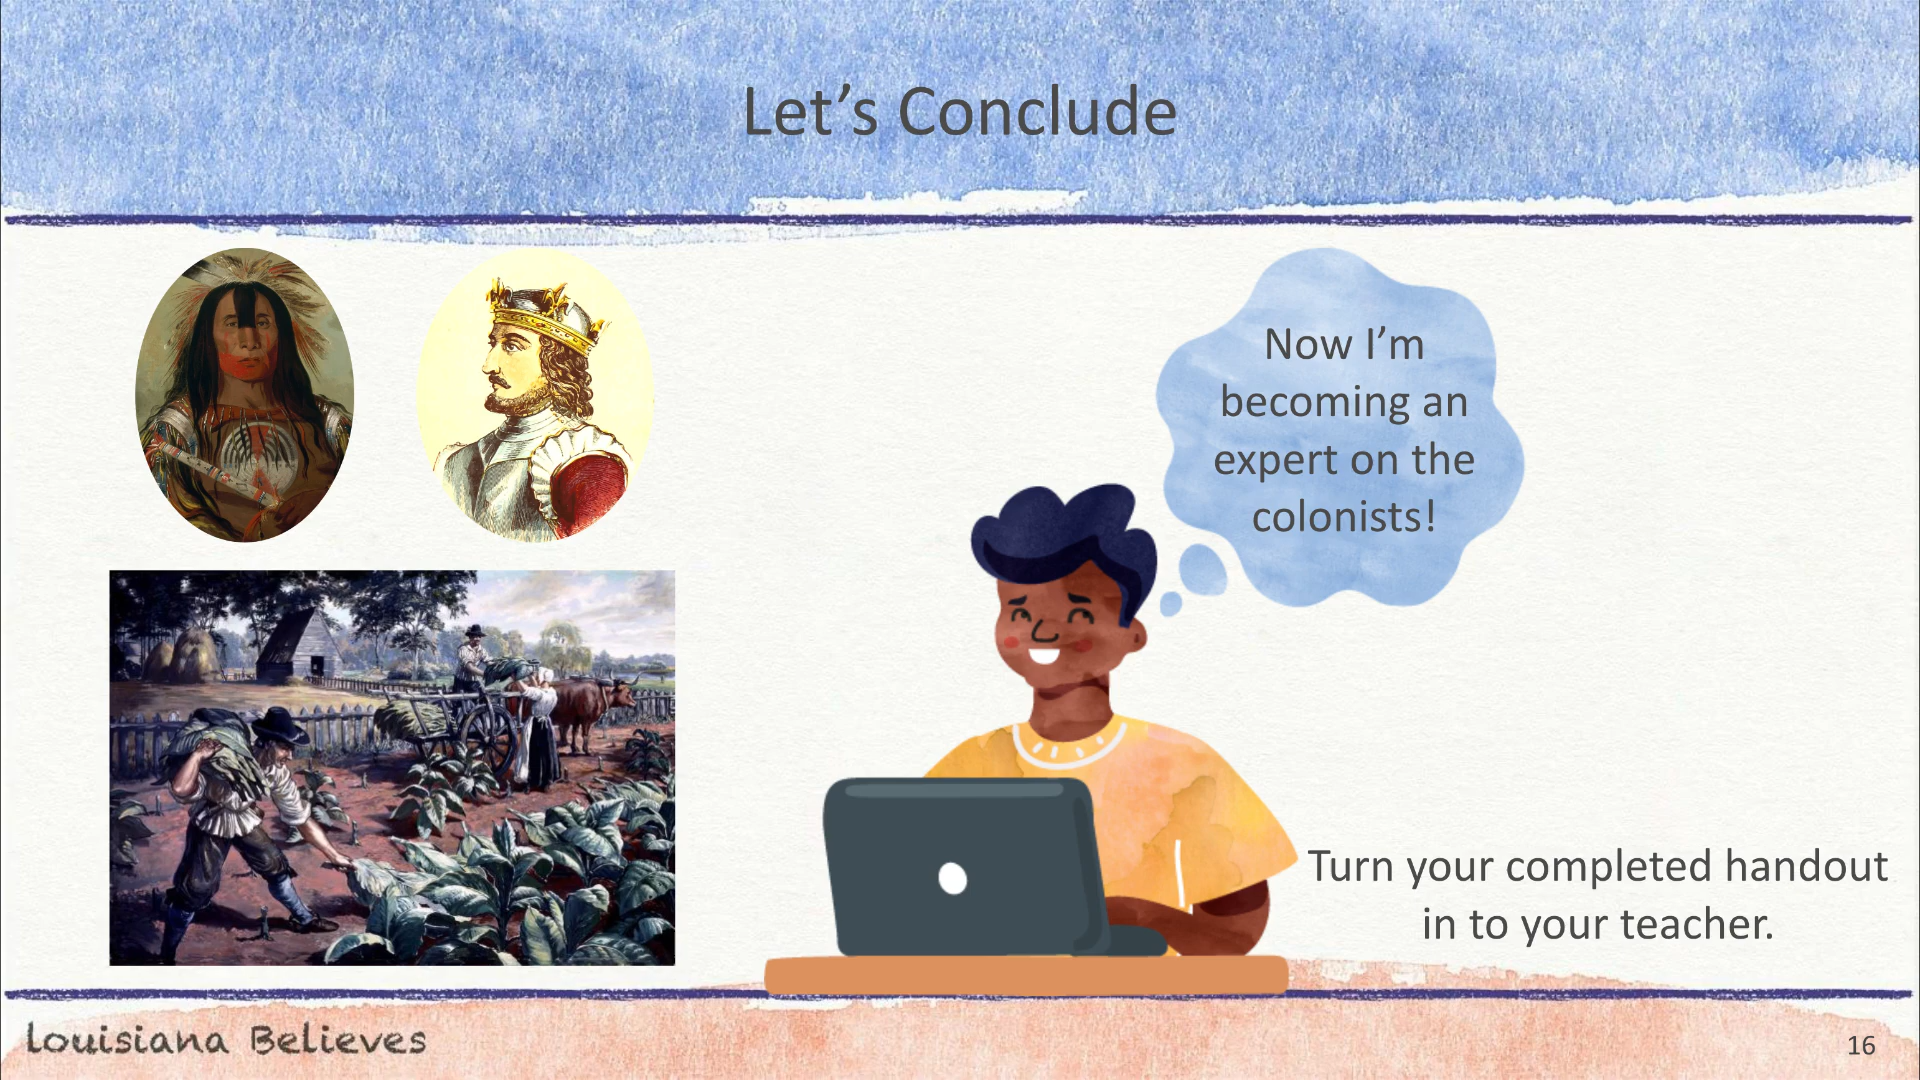 Let’s Conclude
Now I’m
becoming an
expert on the
colonists!
Turn your completed handout
in to your teacher.
Louisiana Believes
16